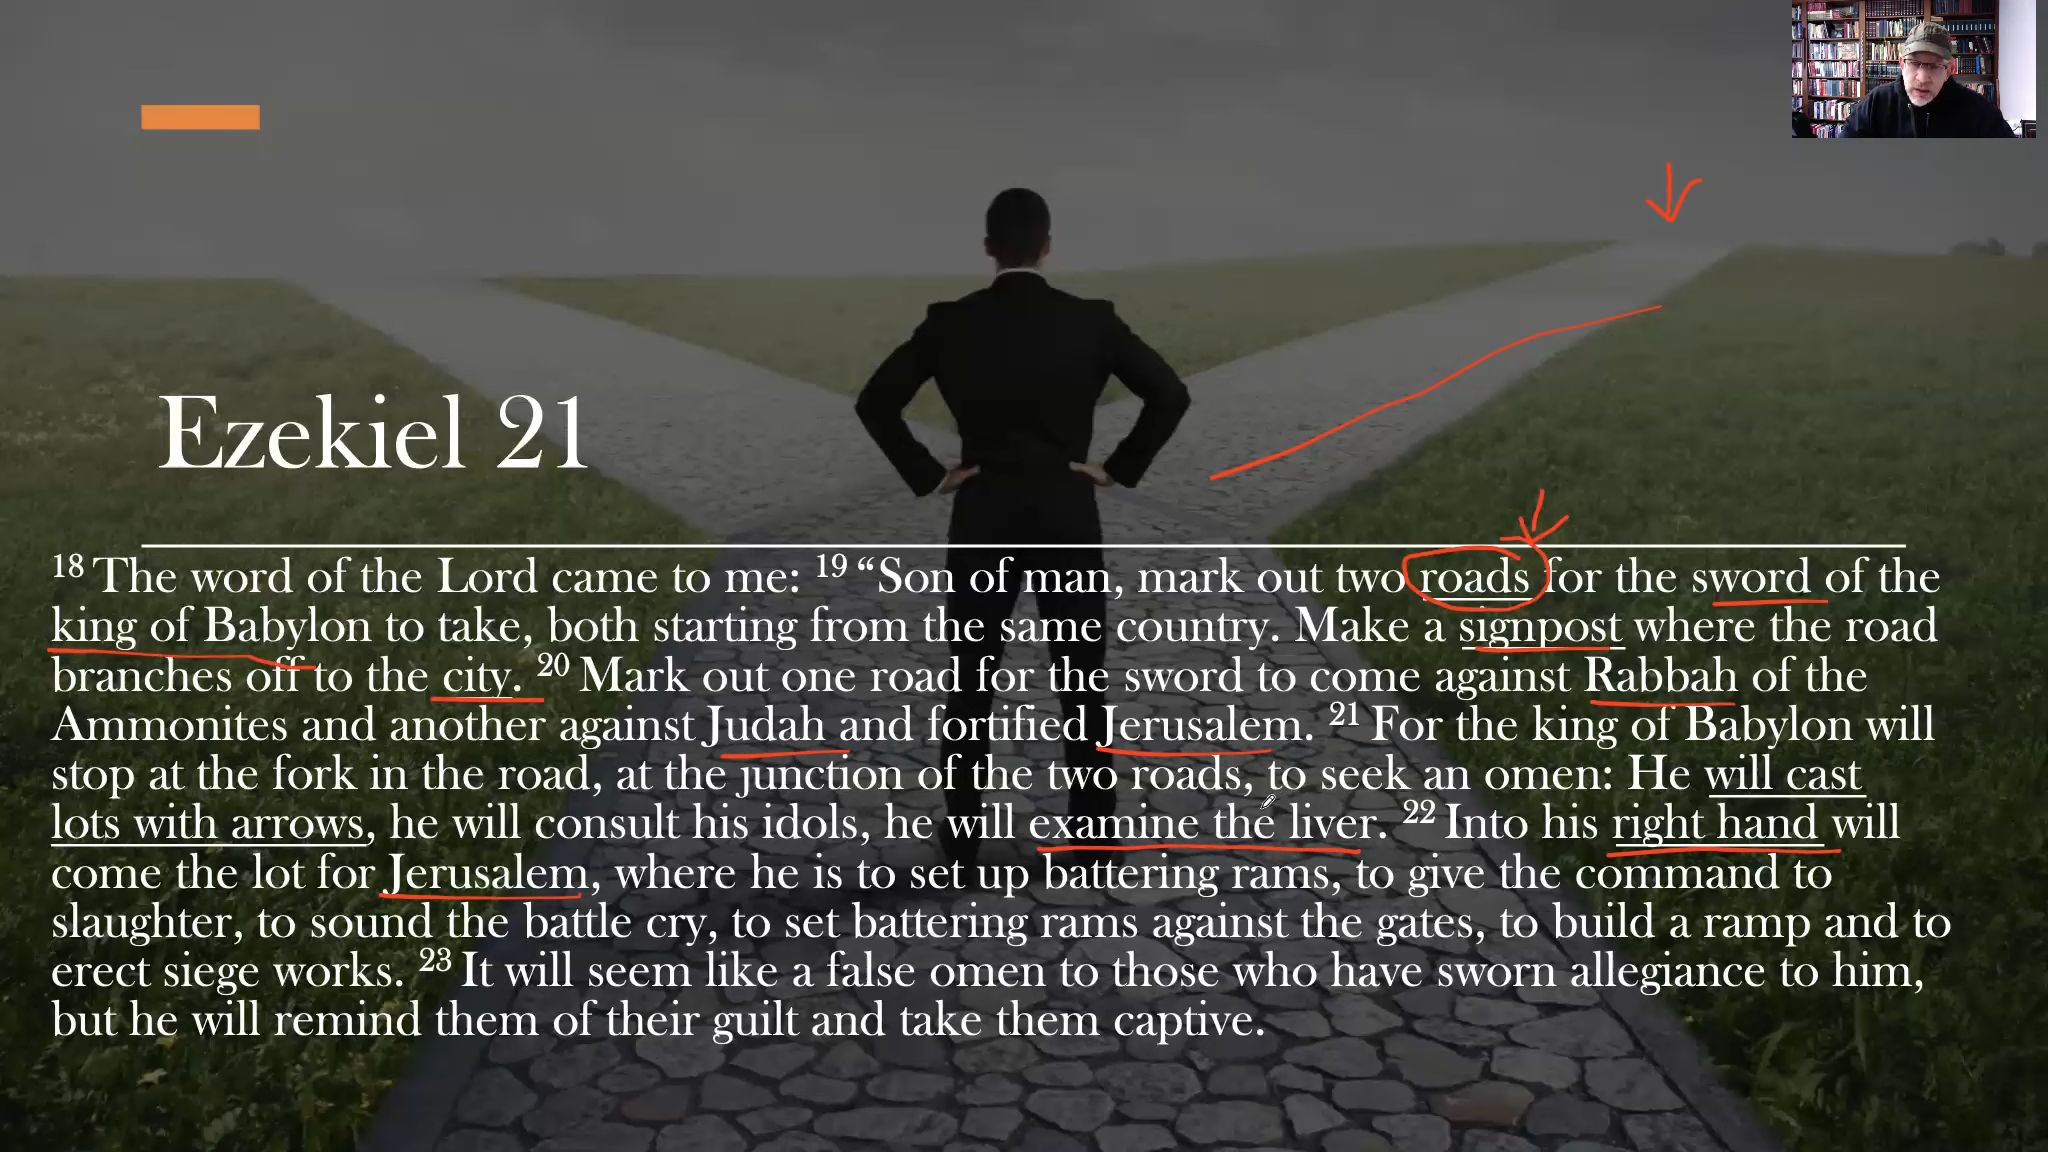 Ezekiel 21
18 The word of the Lord came to me: 19 “Son of man, mark out two roads for the sword of the
king of Babylon to take, both starting from the same country. Make a signpost where the road
branches off to the city. 20 Mark out one road for the sword to come against Rabbah of the
Ammonites and another against Judah and fortified Jerusalem. 21 For the king of Babylon will
stop at the fork in the road, at the junction of the two roads, to seek an omen: He will cast
lots with arrows, he will consult his idols, he will examine the liver. 22 Into his right hand will
come the lot for Jerusalem, where he is to set up battering rams, to give the command to
slaughter, to sound the battle cry, to set battering rams against the gates, to build a ramp and to
erect siege works. 23 It will seem like a false omen to those who have sworn allegiance to him,
but he will remind them of their guilt and take them captive.